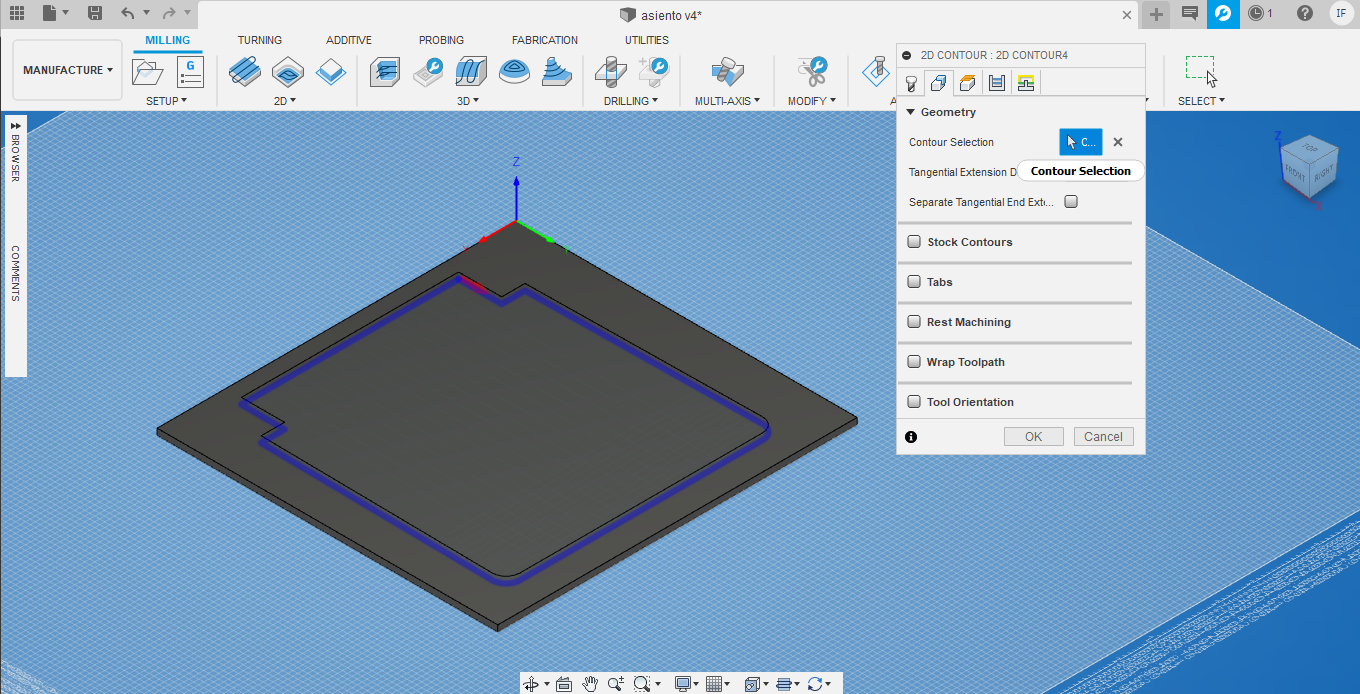 asiento v4*
1
IF
MILLING
TURNING
ADDITIVE
PROBING
FABRICATION
UTILITIES
MANUFACTURE
G
SETUP
2D
3D
DRILLING
MULTI-AXIS
MODIFY
SELECT
2D CONTOUR : 2D CONTOUR4
Geometry
Contour Selection
C...
Tangential Extension D
Contour Selection
Separate Tangential End Exte...
Stock Contours
Tabs
Rest Machining
Wrap Toolpath
Tool Orientation
OK
Cancel
BROWSER
COMMENTS
Z
Z
TOP
FRONT
RIGHT